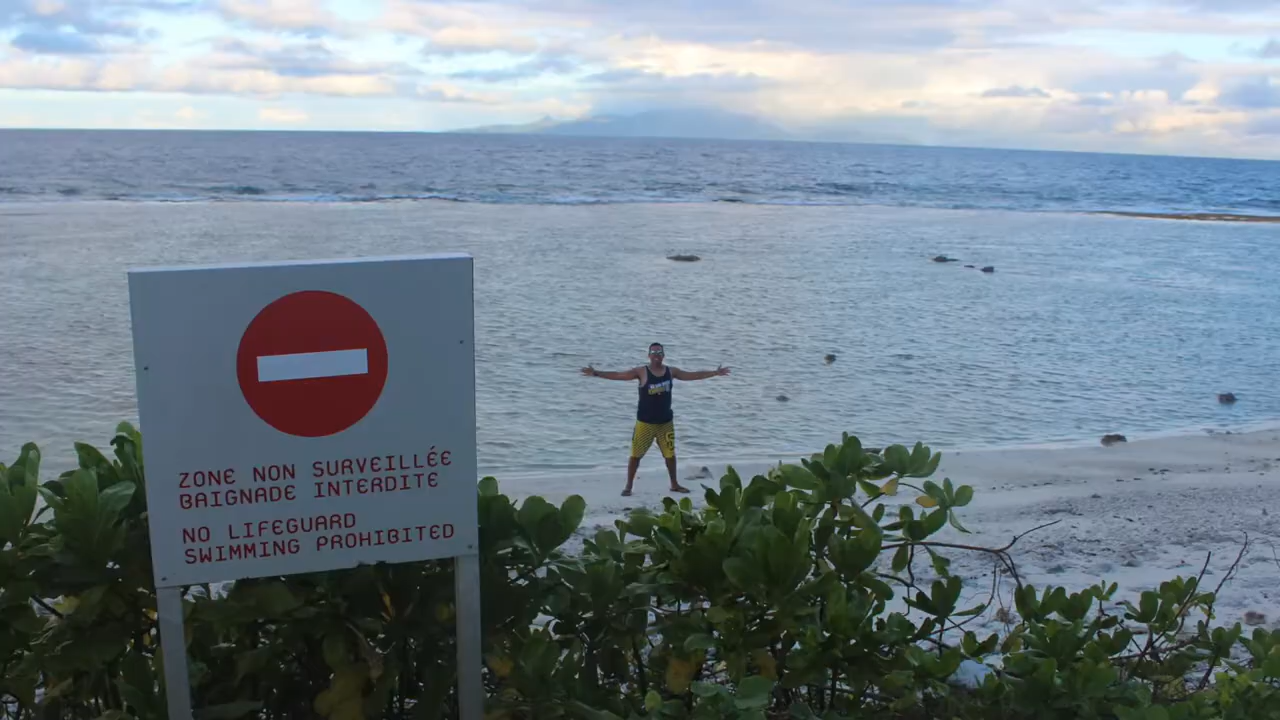 ZONE NON SURVEILLÉE
BAIGNADE INTERDITE
NO LIFEGUARD
SWIMMING PROHIBITED